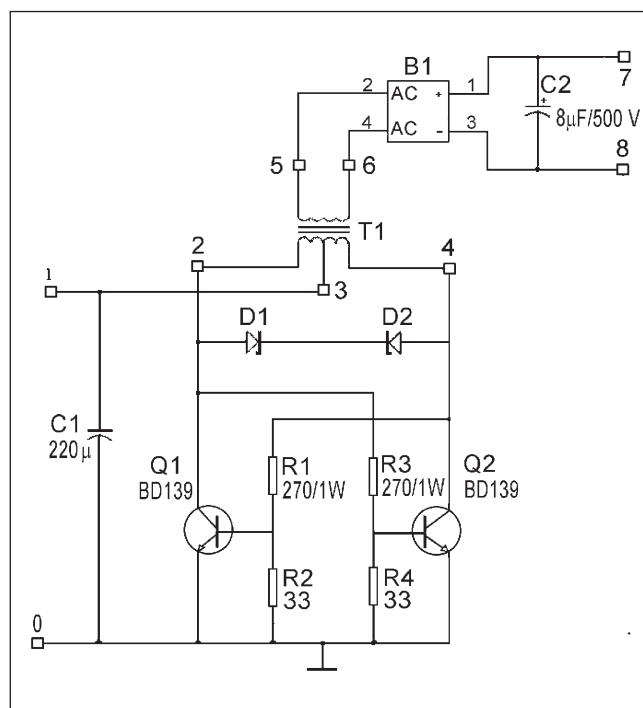 B1
2 AC + 1
4 AC - 3
C2
8µF/500 V
7
8
5 6
T1
2 4
1 3
D1 D2
C1
220µ
Q1
BD139
R1
270/1W
R3
270/1W
Q2
BD139
R2
33
R4
33
0
+